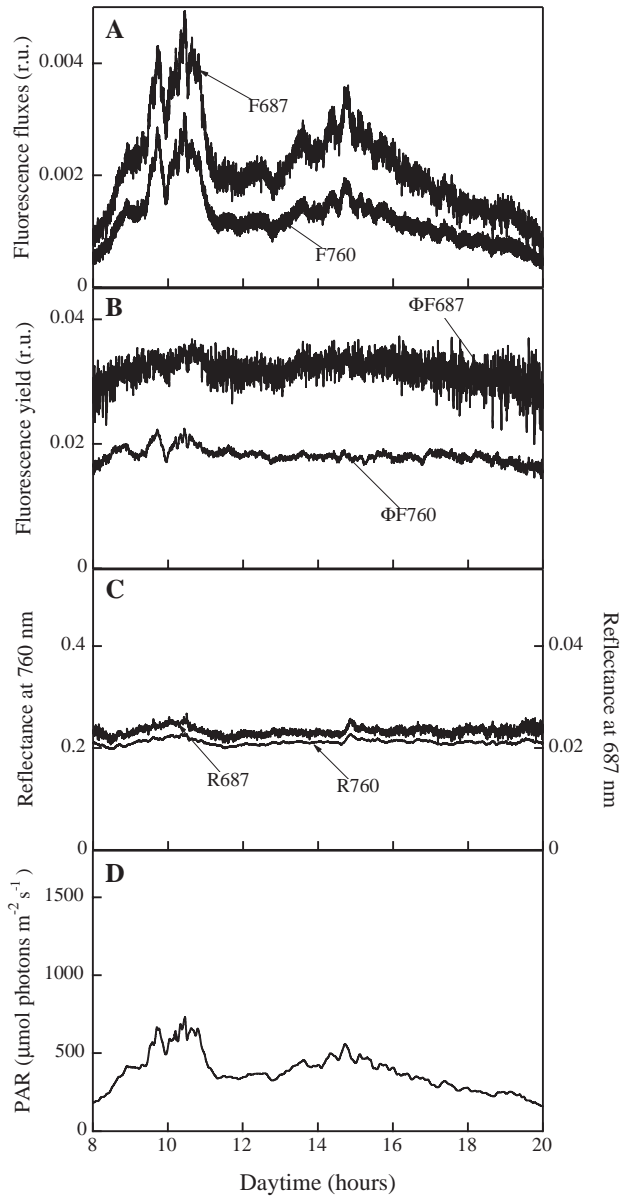 A
Fluorescence fluxes (r.u.)
0.004
0.002
0
F687
F760
B
Fluorescence yield (r.u.)
0.04
0.02
0
ΦF687
ΦF760
C
Reflectance at 760 nm
0.4
0.2
0
R687
R760
0.04
0.02
0
Reflectance at 687 nm
D
PAR (µmol photons m⁻² s⁻¹ )
1500
1000
500
0
8 10 12 14 16 18 20
Daytime (hours)